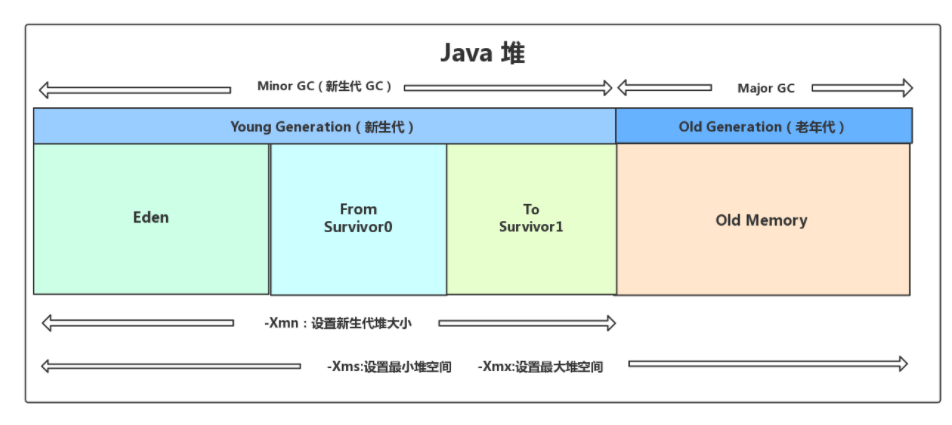 Java 堆
Minor GC ( 新生代 GC )
Major GC
Young Generation ( 新生代 )
Old Generation ( 老年代 )
Eden
From
Survivor0
To
Survivor1
Old Memory
-Xmn：设置新生代堆大小
-Xms:设置最小堆空间
-Xmx:设置最大堆空间